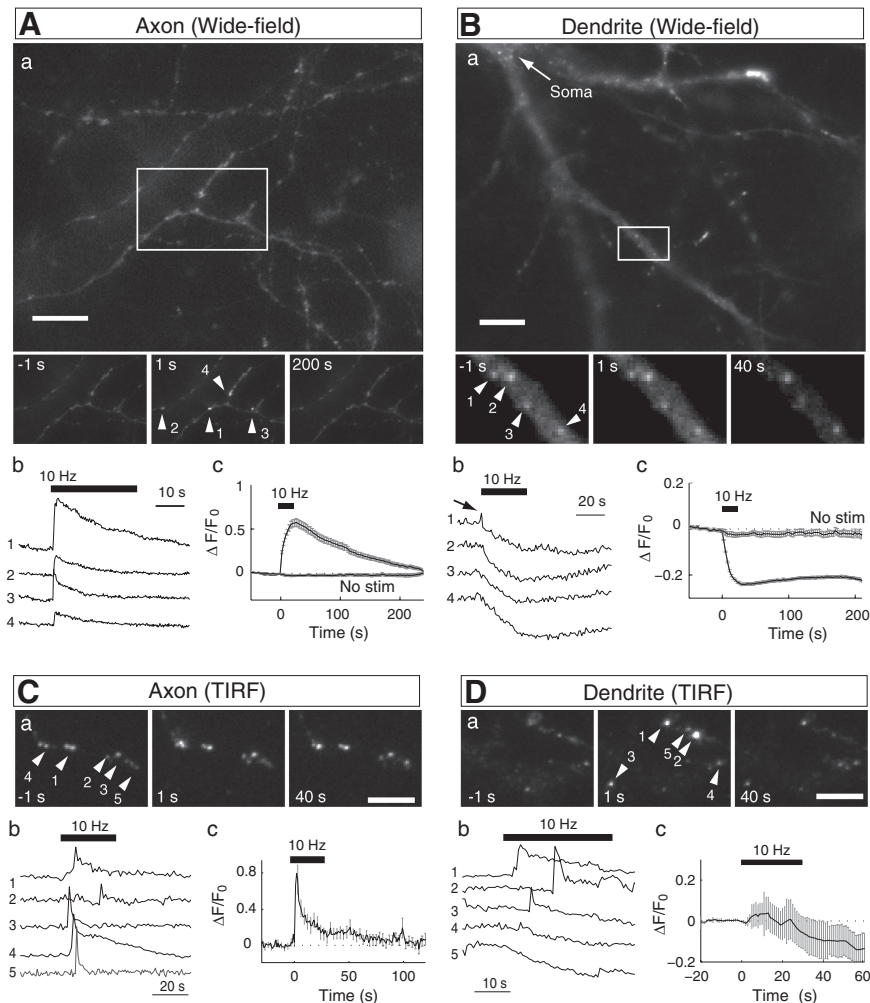 A Axon (Wide-field)
a
-1 s
1 s
4
2
1
3
200 s
b
10 Hz
10 s
1
2
3
4
c
1
0.5
0
Δ F/F0
10 Hz
No stim
0 100 200
Time (s)
B Dendrite (Wide-field)
a
Soma
-1 s
1
2
3
4
1 s
40 s
b
10 Hz
20 s
1
2
3
4
c
0.2
0
−0.2
Δ F/F0
10 Hz
No stim
0 100 200
Time (s)
C Axon (TIRF)
a
4 1 2 3 5
-1 s
1 s
40 s
b
10 Hz
1
2
3
4
5
20 s
c
10 Hz
0.8
0.4
0
ΔF/F0
0 50 100
Time (s)
D Dendrite (TIRF)
a
-1 s
1
5
2
3
4
1 s
40 s
b
10 Hz
1
2
3
4
5
10 s
c
10 Hz
0.2
0
−0.2
ΔF/F0
−20 0 20 40 60
Time (s)